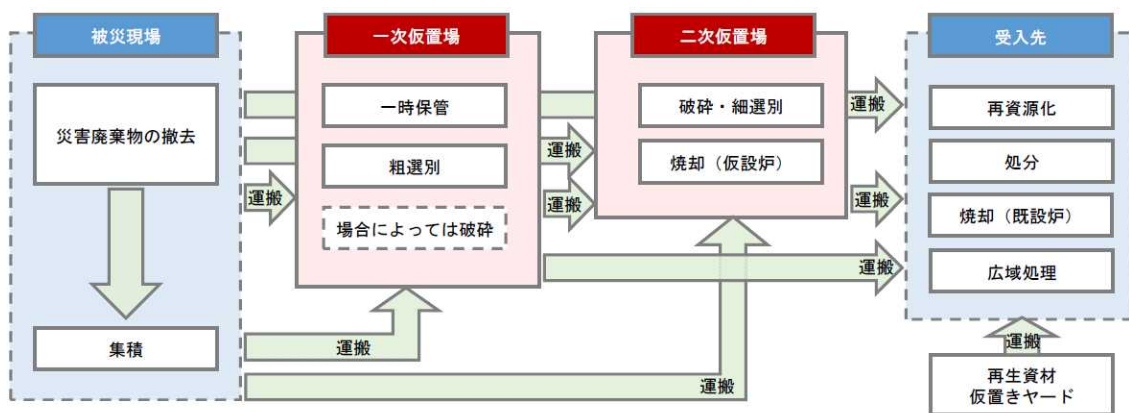 被災現場
災害廃棄物の撤去
集積
一次仮置場
一時保管
粗選別
場合によっては破砕
二次仮置場
破砕・細選別
焼却（仮設炉）
受入先
再資源化
処分
焼却（既設炉）
広域処理
再生資材
仮置きヤード
運搬
運搬
運搬
運搬
運搬
運搬
運搬
運搬
運搬